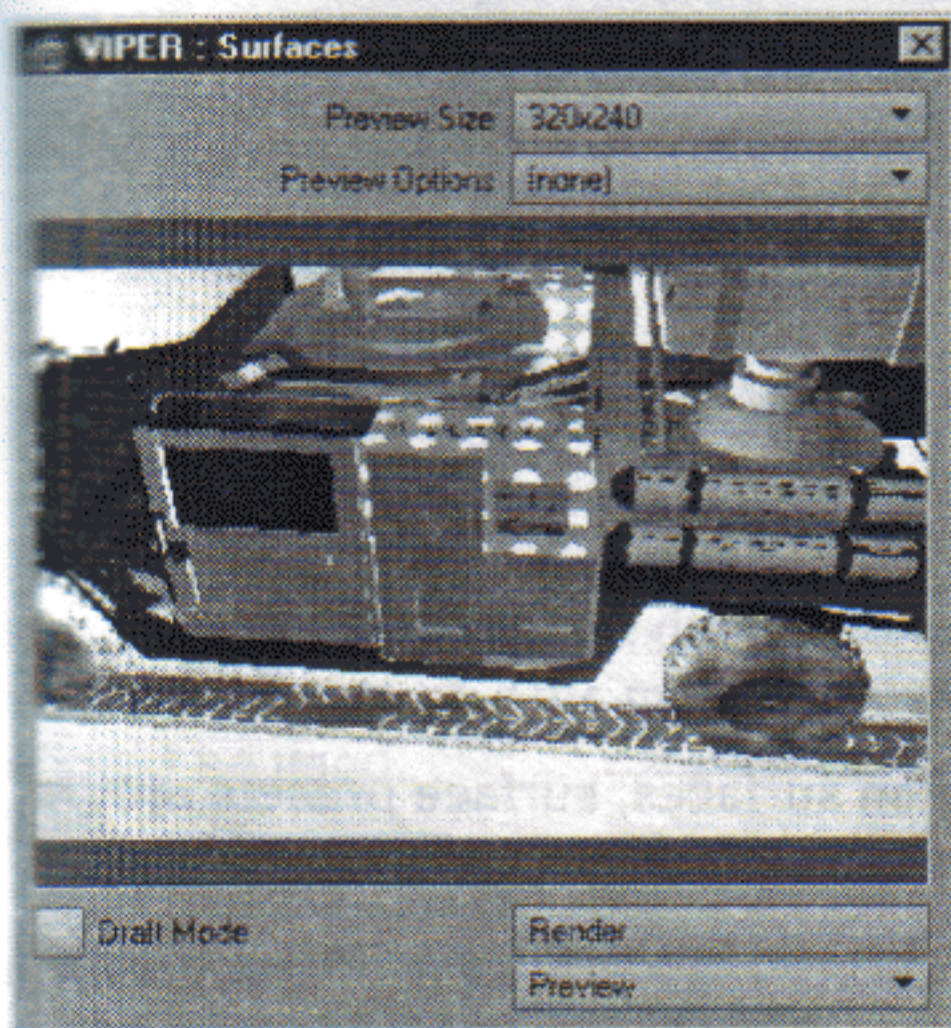 VIPER : Surfaces
Preview Size 320x240
Preview Options (none)
Draft Mode Render
Preview